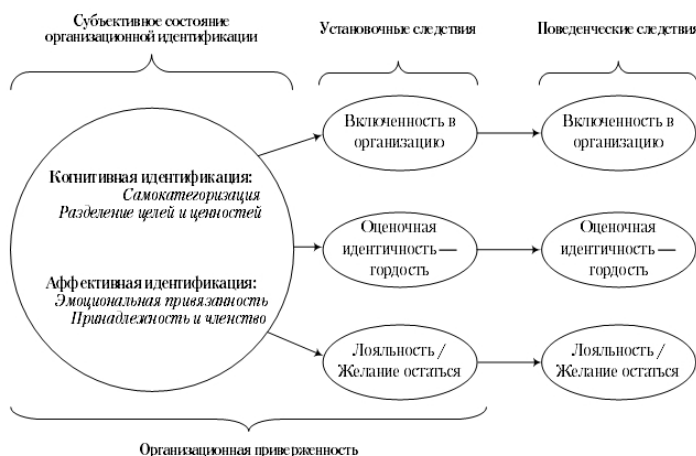 Субъективное состояние
организационной идентификации
Установочные следствия
Поведенческие следствия
Включенность в
организацию
Включенность в
организацию
Когнитивная идентификация:
Самокатегоризация
Разделение целей и ценностей
Оценочная
идентичность —
гордость
Оценочная
идентичность —
гордость
Аффективная идентификация:
Эмоциональная привязанность
Принадлежность и членство
Лояльность /
Желание остаться
Лояльность /
Желание остаться
Организационная приверженность